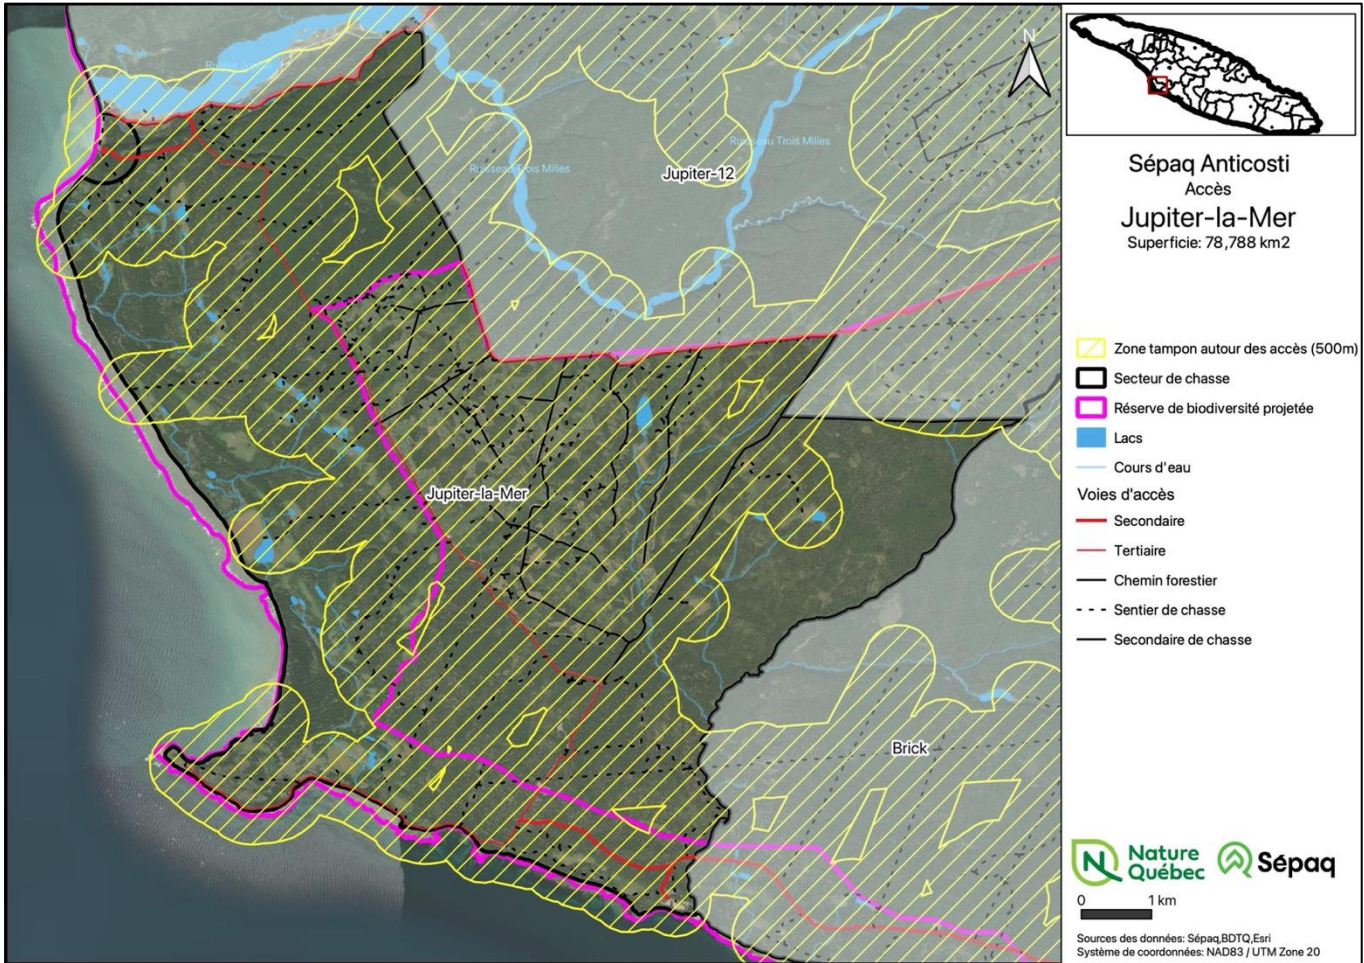 Ruisseau Trois Milles
Ruisseau Trois Milles
Jupiter-12
Jupiter-la-Mer
Brick
N
Sépaq Anticosti
Accès
Jupiter-la-Mer
Superficie: 78,788 km2
Zone tampon autour des accès (500m)
Secteur de chasse
Réserve de biodiversité projetée
Lacs
Cours d'eau
Voies d'accès
Secondaire
Tertiaire
Chemin forestier
Sentier de chasse
Secondaire de chasse
Nature
Québec
Sépaq
0 1 km
Sources des données: Sépaq,BDTQ,Esri
Système de coordonnées: NAD83 / UTM Zone 20